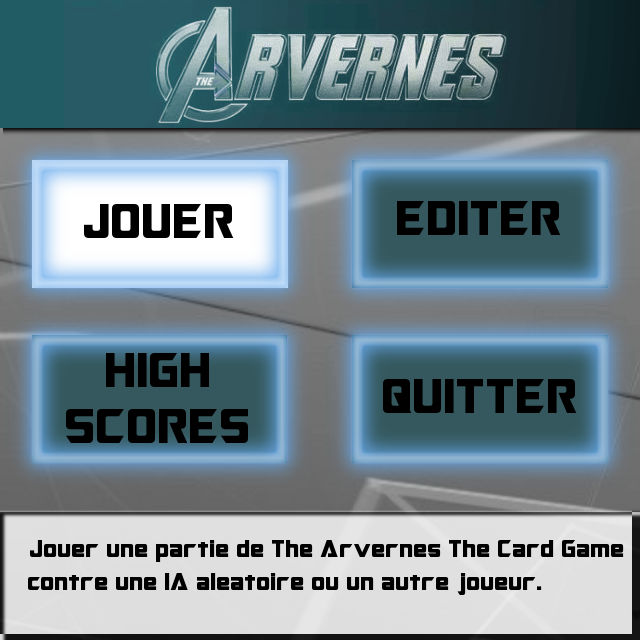 THE ARVERNES
JOUER
EDITER
HIGH
SCORES
QUITTER
Jouer une partie de The Arvernes The Card Game
contre une IA aleatoire ou un autre joueur.